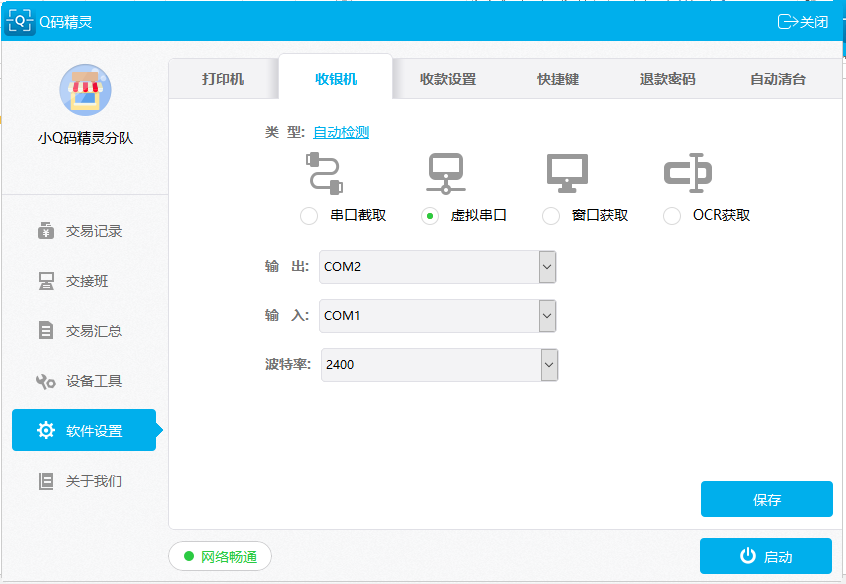 Q码精灵
关闭
小Q码精灵分队
交易记录
交接班
交易汇总
设备工具
软件设置
关于我们
打印机 收银机 收款设置 快捷键 退款密码 自动清台
类 型: 自动检测
串口截取 虚拟串口 窗口获取 OCR获取
输 出: COM2
输 入: COM1
波特率: 2400
保存
网络畅通
启动